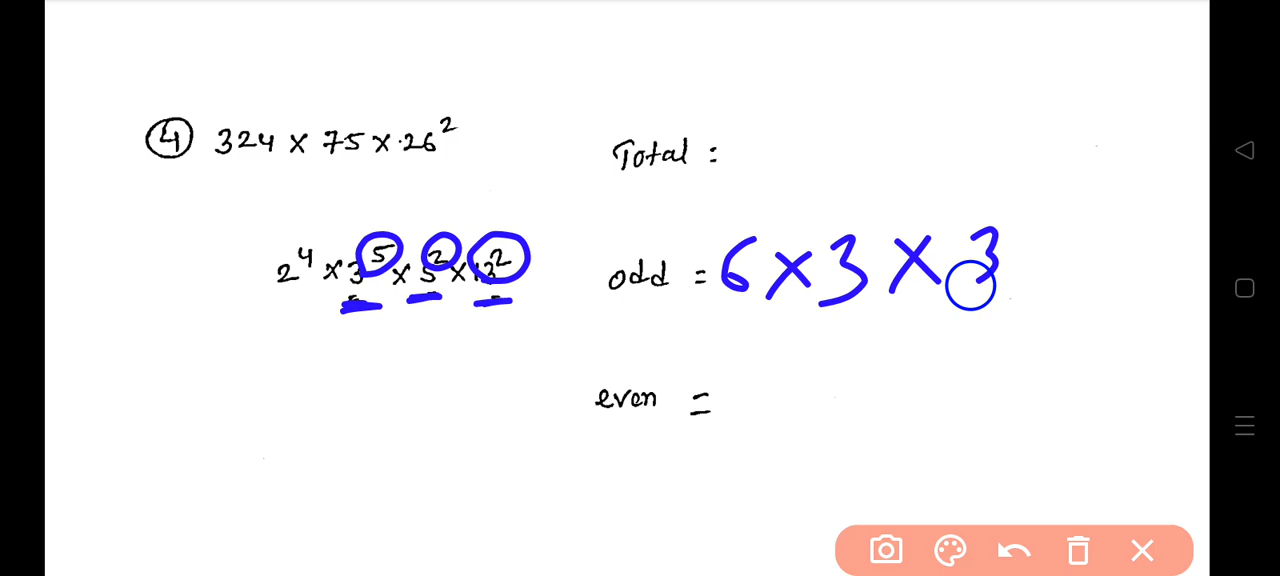 ④ 324 × 75 × 26²
Total :
2⁴ × 3⁵ × 5² × 13²
odd = 6 × 3 × 3
even =